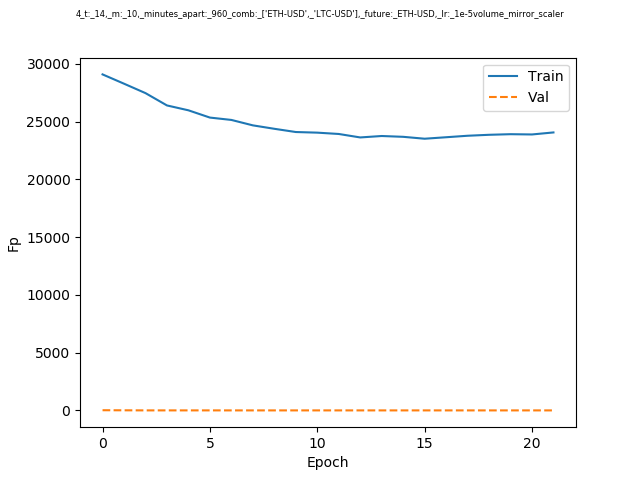 4_t:_14,_m:_10,_minutes_apart:_960_comb:_['ETH-USD',_'LTC-USD'],_future:_ETH-USD,_lr:_1e-5volume_mirror_scaler
30000
25000
20000
15000
10000
5000
0
Fp
Train
Val
0 5 10 15 20
Epoch